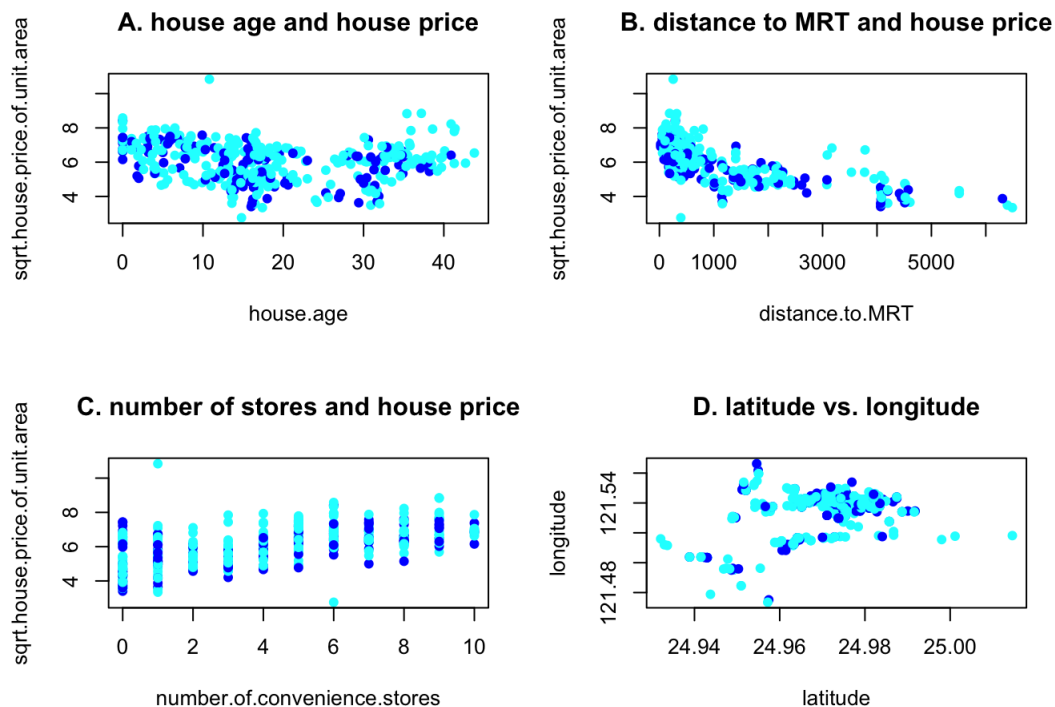 A. house age and house price
sqrt.house.price.of.unit.area
4
6
8
0
10
20
30
40
house.age
B. distance to MRT and house price
sqrt.house.price.of.unit.area
4
6
8
0
1000
3000
5000
distance.to.MRT
C. number of stores and house price
sqrt.house.price.of.unit.area
4
6
8
0
2
4
6
8
10
number.of.convenience.stores
D. latitude vs. longitude
longitude
121.48
121.54
24.94
24.96
24.98
25.00
latitude